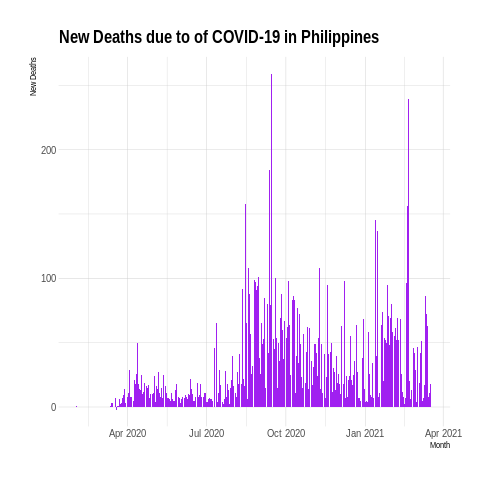 New Deaths due to of COVID-19 in Philippines
New Deaths
200
100
0
Apr 2020
Jul 2020
Oct 2020
Jan 2021
Apr 2021
Month